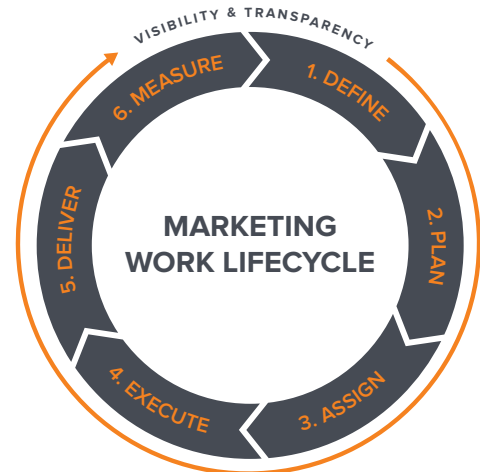 VISIBILITY & TRANSPARENCY
1. DEFINE
2. PLAN
3. ASSIGN
4. EXECUTE
5. DELIVER
6. MEASURE
MARKETING
WORK LIFECYCLE